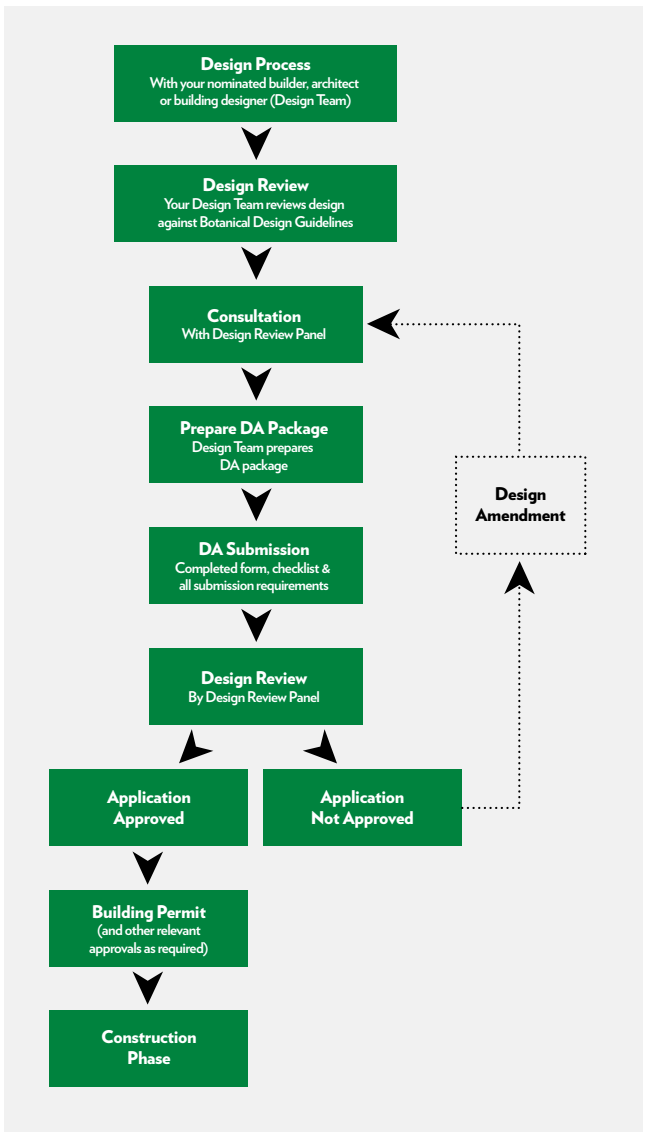 Design Process
With your nominated builder, architect
or building designer (Design Team)
Design Review
Your Design Team reviews design
against Botanical Design Guidelines
Consultation
With Design Review Panel
Prepare DA Package
Design Team prepares
DA package
Design
Amendment
DA Submission
Completed form, checklist &
all submission requirements
Design Review
By Design Review Panel
Application
Approved
Application
Not Approved
Building Permit
(and other relevant
approvals as required)
Construction
Phase